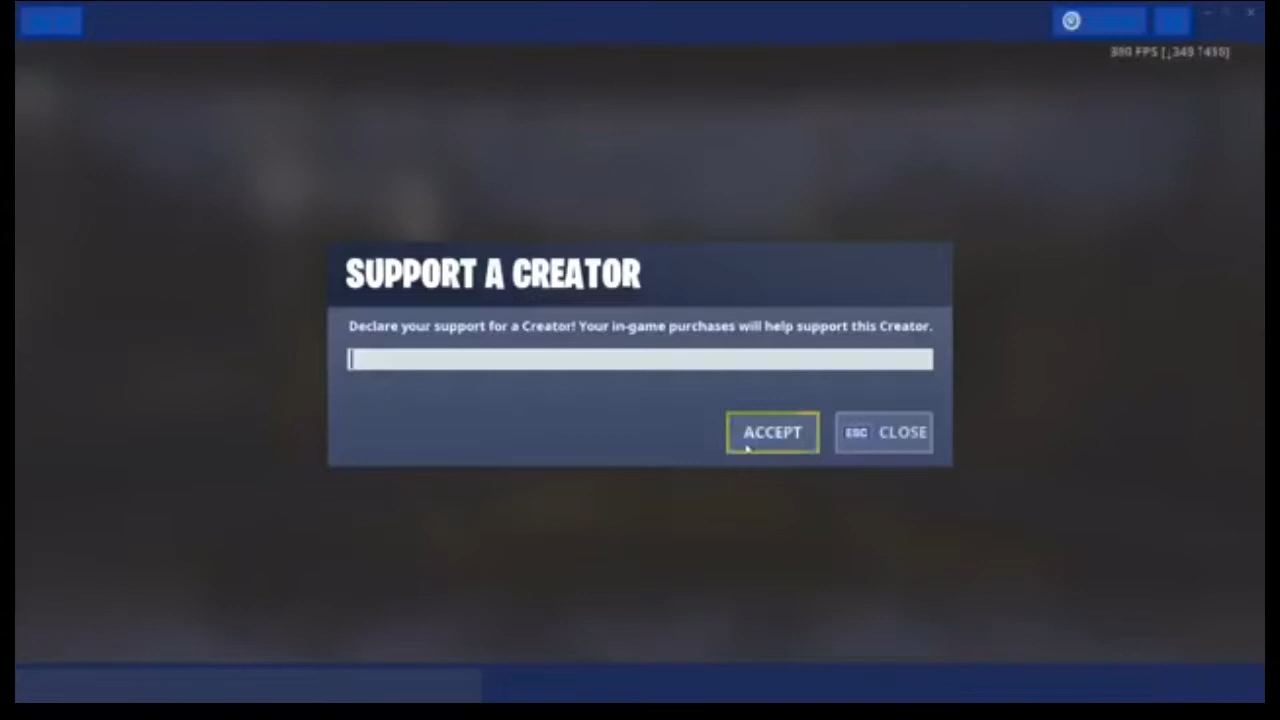 SUPPORT A CREATOR
Declare your support for a Creator! Your in-game purchases will help support this Creator.
ACCEPT
ESC CLOSE